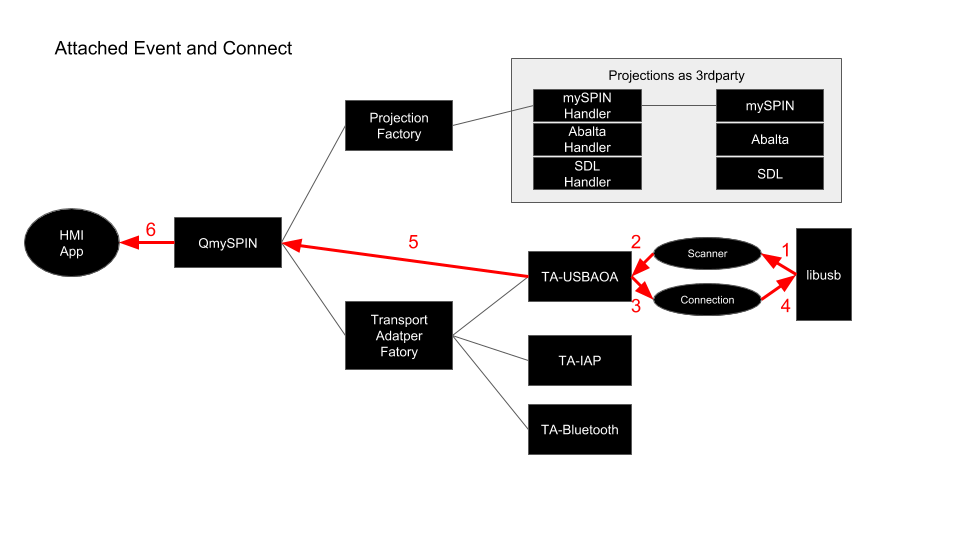 Attached Event and Connect
Projections as 3rdparty
Projection
Factory
mySPIN
Handler
mySPIN
Abalta
Handler
Abalta
SDL
Handler
SDL
HMI
App
6
QmySPIN
5
TA-USBAOA
2
3
Scanner
Connection
1
4
libusb
Transport
Adatper
Fatory
TA-IAP
TA-Bluetooth